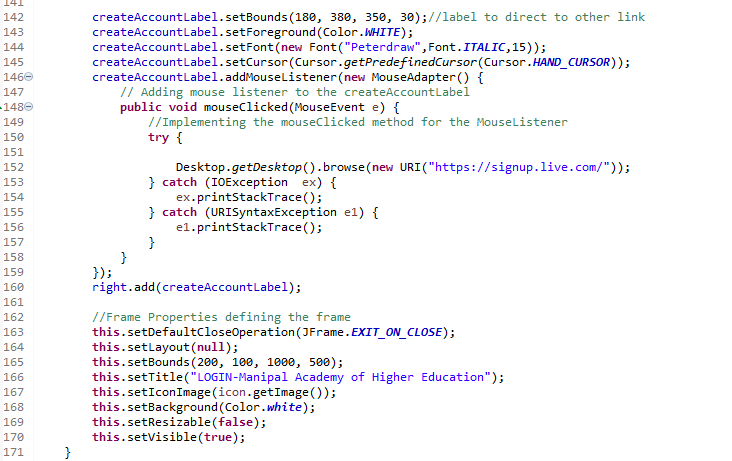 141
142 createAccountLabel.setBounds(180, 380, 350, 30);//label to direct to other link
143 createAccountLabel.setForeground(Color.WHITE);
144 createAccountLabel.setFont(new Font("Peterdraw",Font.ITALIC,15));
145 createAccountLabel.setCursor(Cursor.getPredefinedCursor(Cursor.HAND_CURSOR));
146 createAccountLabel.addMouseListener(new MouseAdapter() {
147 // Adding mouse listener to the createAccountLabel
148 public void mouseClicked(MouseEvent e) {
149 //Implementing the mouseClicked method for the MouseListener
150 try {
151
152 Desktop.getDesktop().browse(new URI("https://signup.live.com/"));
153 } catch (IOException  ex) {
154 ex.printStackTrace();
155 } catch (URISyntaxException e1) {
156 e1.printStackTrace();
157 }
158 }
159 });
160 right.add(createAccountLabel);
161
162 //Frame Properties defining the frame
163 this.setDefaultCloseOperation(JFrame.EXIT_ON_CLOSE);
164 this.setLayout(null);
165 this.setBounds(200, 100, 1000, 500);
166 this.setTitle("LOGIN-Manipal Academy of Higher Education");
167 this.setIconImage(icon.getImage());
168 this.setBackground(Color.white);
169 this.setResizable(false);
170 this.setVisible(true);
171 }